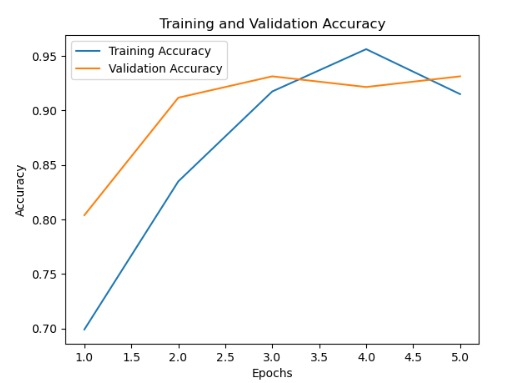 Training and Validation Accuracy
Training Accuracy
Validation Accuracy
0.95
0.90
0.85
0.80
0.75
0.70
Accuracy
1.0 1.5 2.0 2.5 3.0 3.5 4.0 4.5 5.0
Epochs